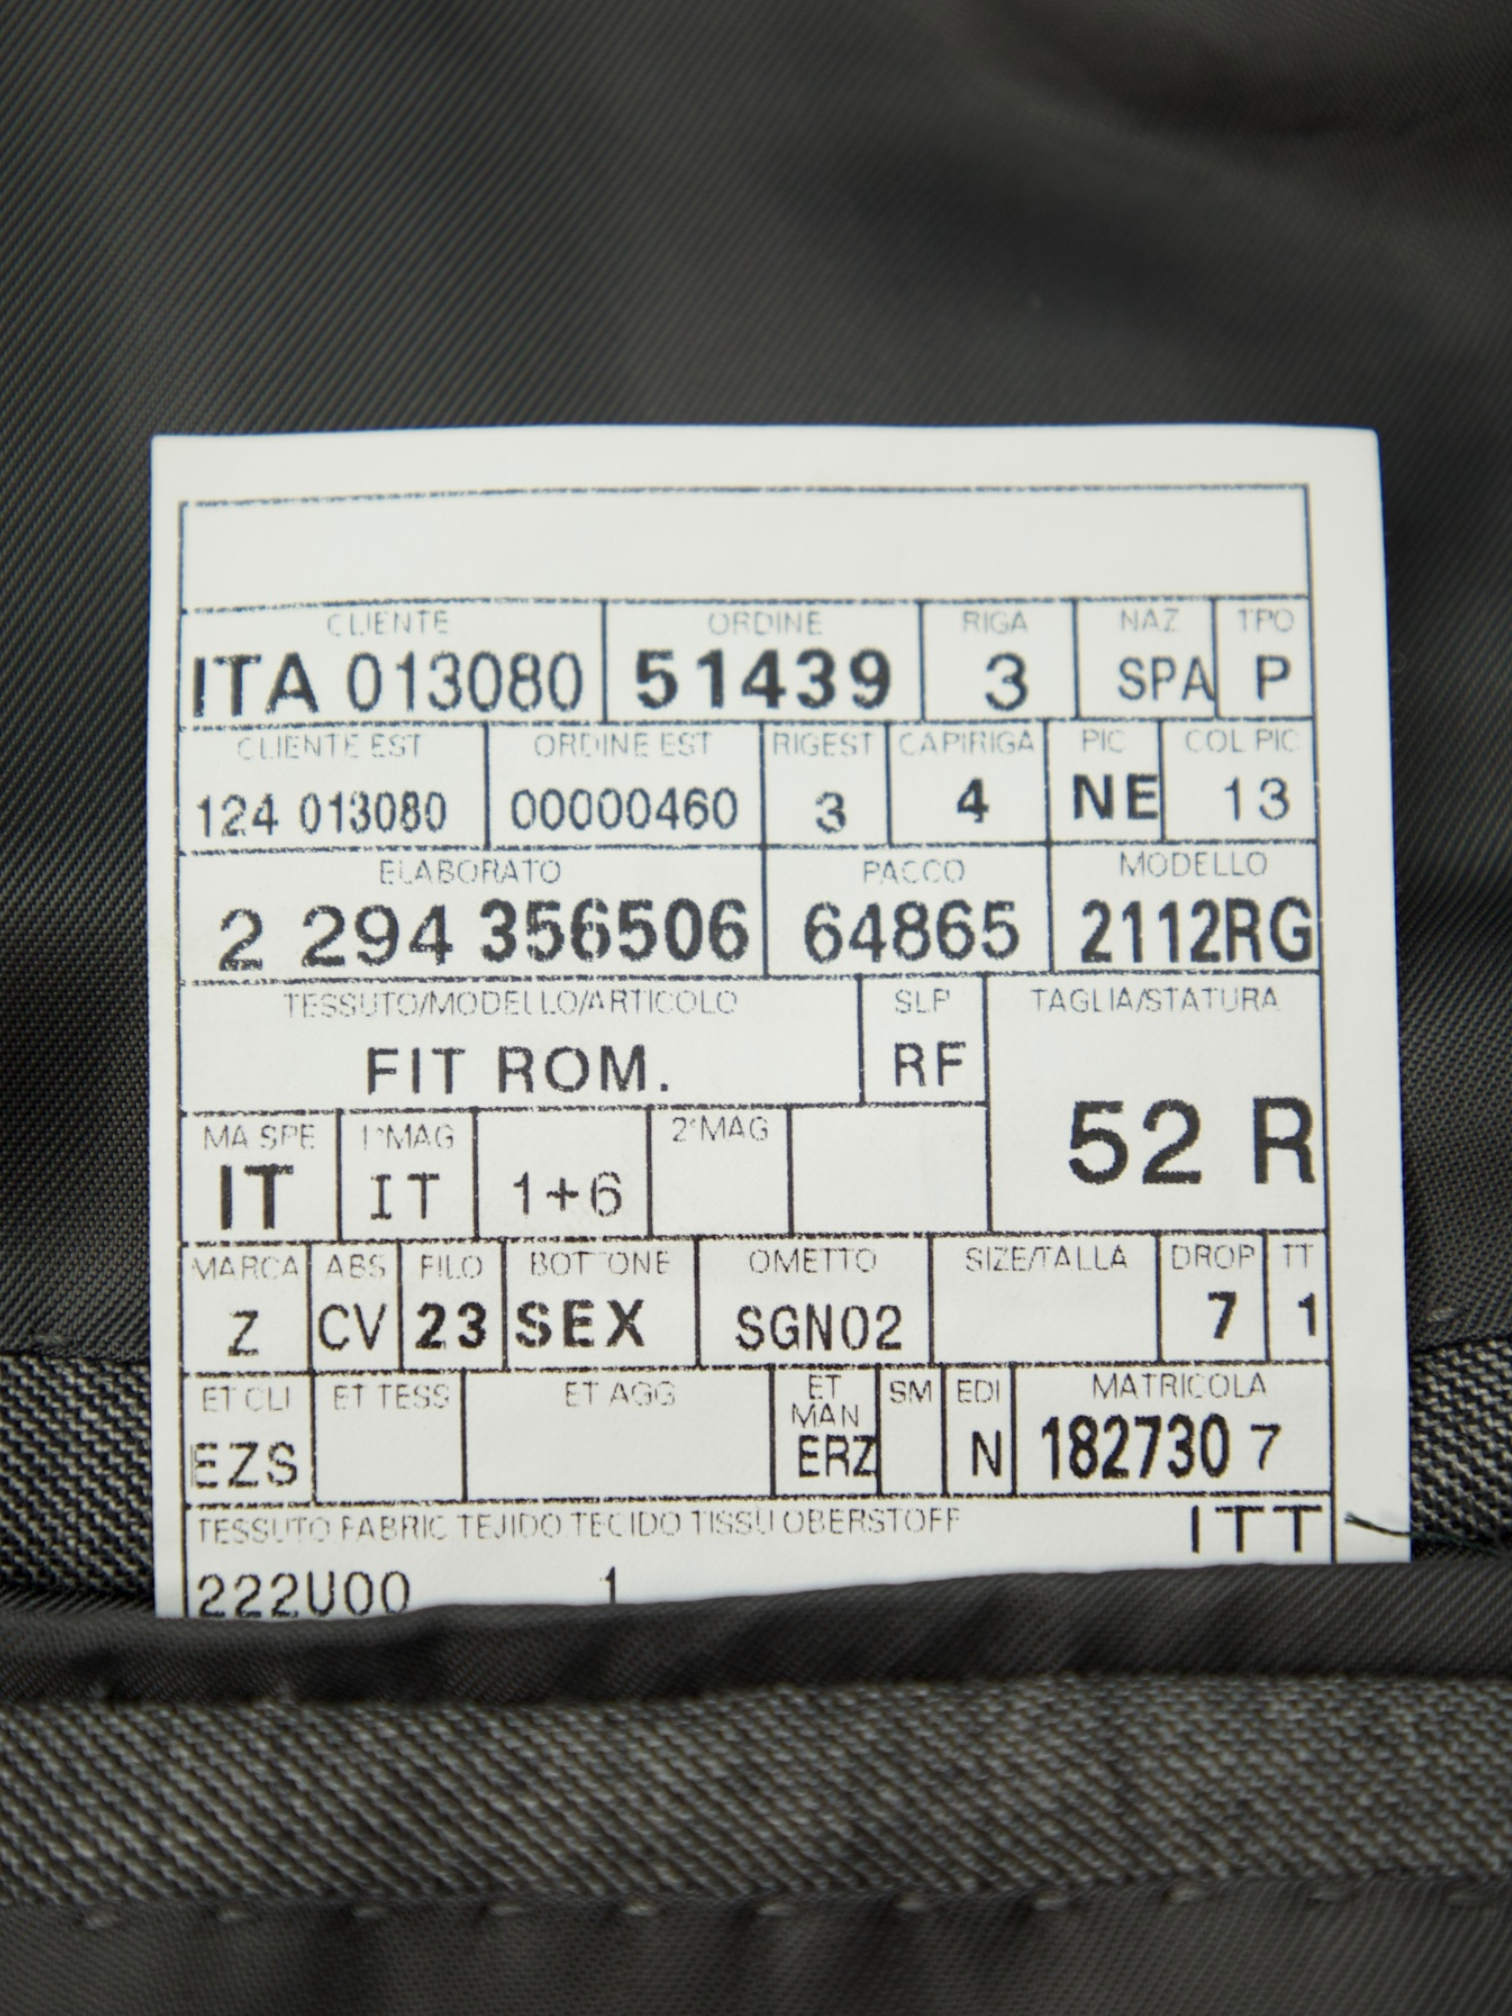 CLIENTE ORDINE RIGA NAZ TPO
ITA 013080 51439 3 SPA P
CLIENTE EST ORDINE EST RIGEST CAPIRIGA PIC COL PIC
124 013080 00000460 3 4 NE 13
ELABORATO PACCO MODELLO
2 294 356506 64865 2112RG
TESSUTO/MODELLO/ARTICOLO SLP TAGLIA/STATURA
FIT ROM. RF
52 R
MA SPE 1°MAG 2°MAG
IT IT 1+6
MARCA ABS FILO BOTTONE OMETTO SIZE/TALLA DROP TT
Z CV 23 SEX SGN02 7 1
ET CLI ET TESS ET AGG ET MAN SM EDI MATRICOLA
EZS ERZ N 182730 7
TESSUTO FABRIC TEJIDO TECIDO TISSU OBERSTOFF ITT
222U00 1